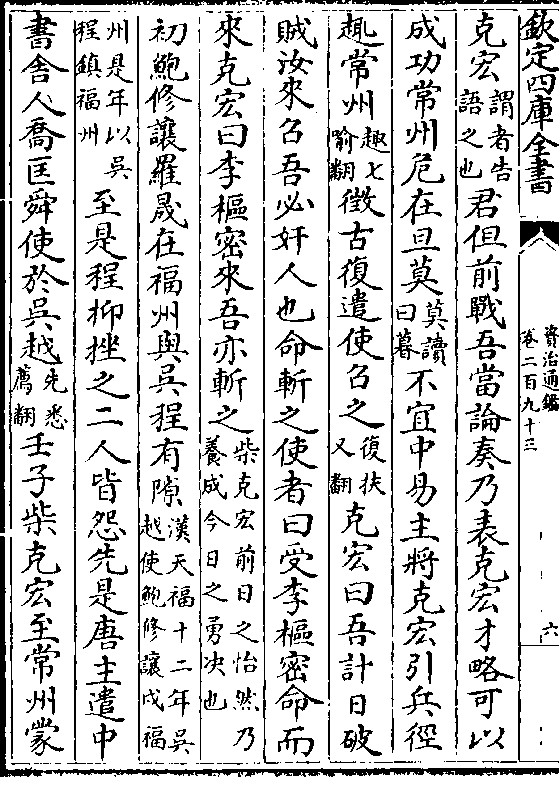 欽定四庫全書
資治通鑑
卷二百九十三
六
克宏謂者告語之也君但前戰吾當論奏乃表克宏才略可以
成功常州危在旦莫莫讀曰暮不宜中易主將克宏引兵徑
趣常州趣七喻翻徵古復遣使召之復扶又翻克宏曰吾計日破
賊汝來召吾必奸人也命斬之使者曰受李樞密命而
來克宏曰李樞密來吾亦斬之柴克宏前日之怡然乃養成今日之勇决也
初鮑修讓羅晟在福州與吳程有隙漢天福十二年吳越使鮑修讓戍福
州是年以吳程鎮福州至是程抑挫之二人皆怨先是唐主遣中
書舍人喬匡舜使於吳越先悉薦翻壬子柴克宏至常州蒙